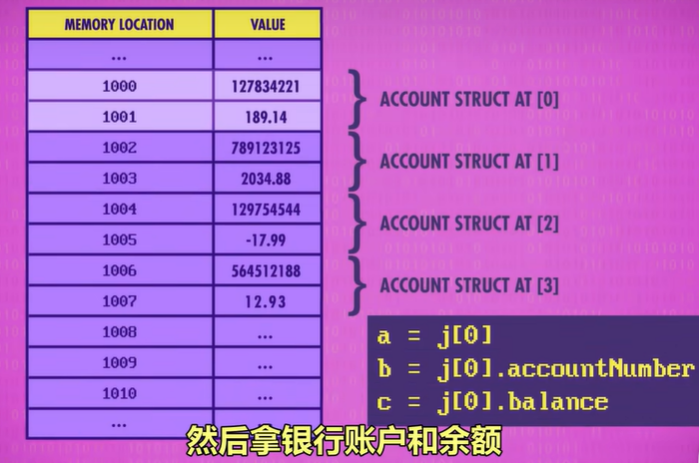 MEMORY LOCATION VALUE
... ...
1000 127834221
1001 189.14
1002 789123125
1003 2034.88
1004 129754544
1005 -17.99
1006 564512188
1007 12.93
1008 ...
1009 ...
1010 ...
... 
ACCOUNT STRUCT AT [0]
ACCOUNT STRUCT AT [1]
ACCOUNT STRUCT AT [2]
ACCOUNT STRUCT AT [3]
a = j[0]
b = j[0].accountNumber
c = j[0].balance
然后拿银行账户和余额